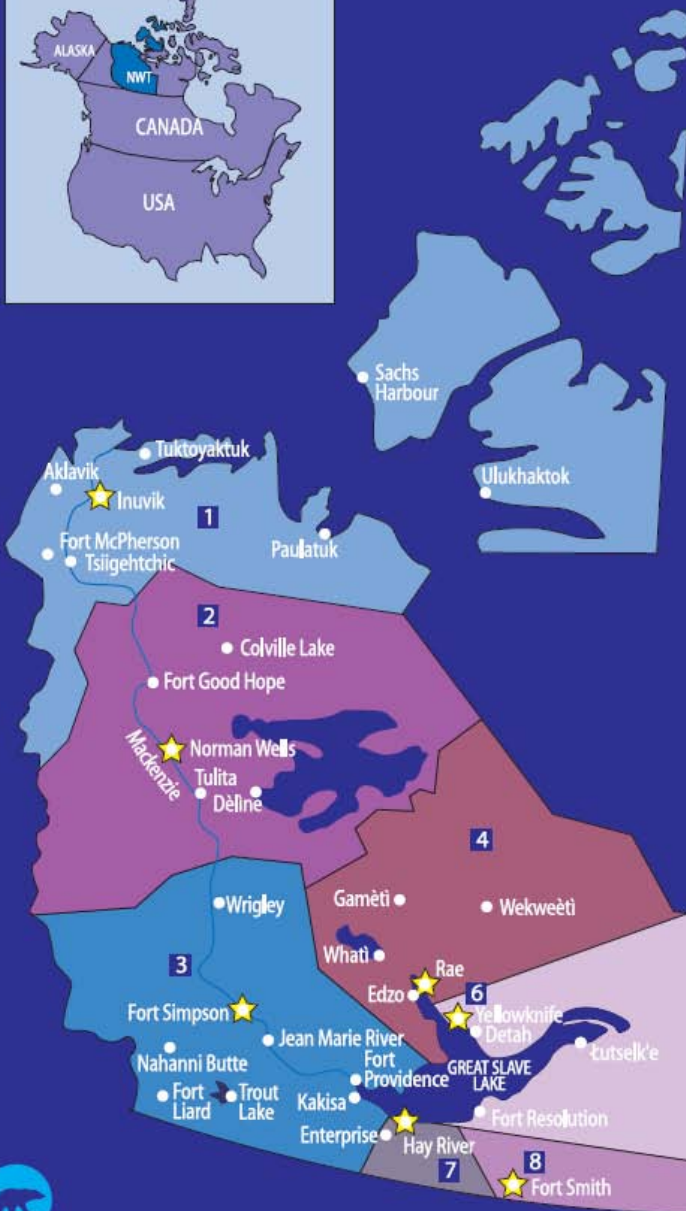 ALASKA
NWT
CANADA
USA
Sachs
Harbour
Tuktoyaktuk
Aklavik
Inuvik
Ulukhaktok
1
Fort McPherson
Tsiigehtchic
Paulatuk
2
Colville Lake
Fort Good Hope
Mackenzie
Norman Wells
Tulita
Dèline
4
Gamètì
Wekweètì
Wrigley
Whatì
3
Rae
Edzo
6
Fort Simpson
Yellowknife
Detah
Jean Marie River
Nahanni Butte
Fort
Providence
GREAT SLAVE
LAKE
Łutselk'e
Fort
Liard
Trout
Lake
Kakisa
Fort Resolution
Enterprise
Hay River
7
8
Fort Smith